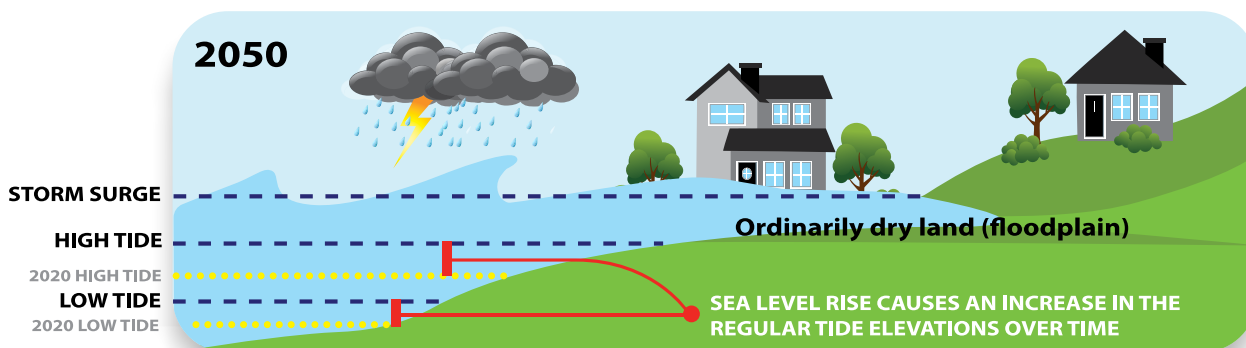 2050
STORM SURGE
HIGH TIDE
Ordinarily dry land (floodplain)
2020 HIGH TIDE
LOW TIDE
2020 LOW TIDE
SEA LEVEL RISE CAUSES AN INCREASE IN THE
REGULAR TIDE ELEVATIONS OVER TIME